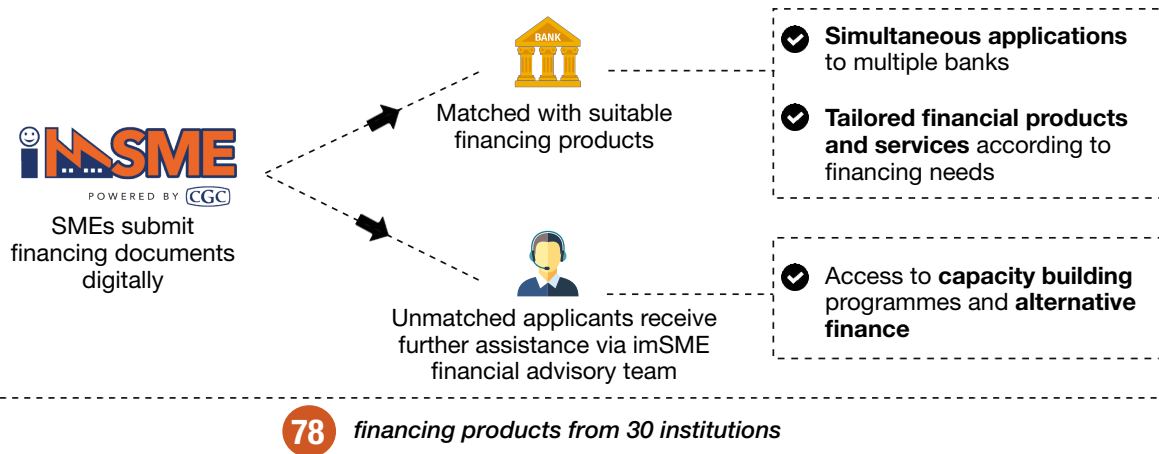 BANK
Matched with suitable
financing products
Simultaneous applications
to multiple banks
Tailored financial products
and services according to
financing needs
imSME
POWERED BY CGC
SMEs submit
financing documents
digitally
Unmatched applicants receive
further assistance via imSME
financial advisory team
Access to capacity building
programmes and alternative
finance
78 financing products from 30 institutions